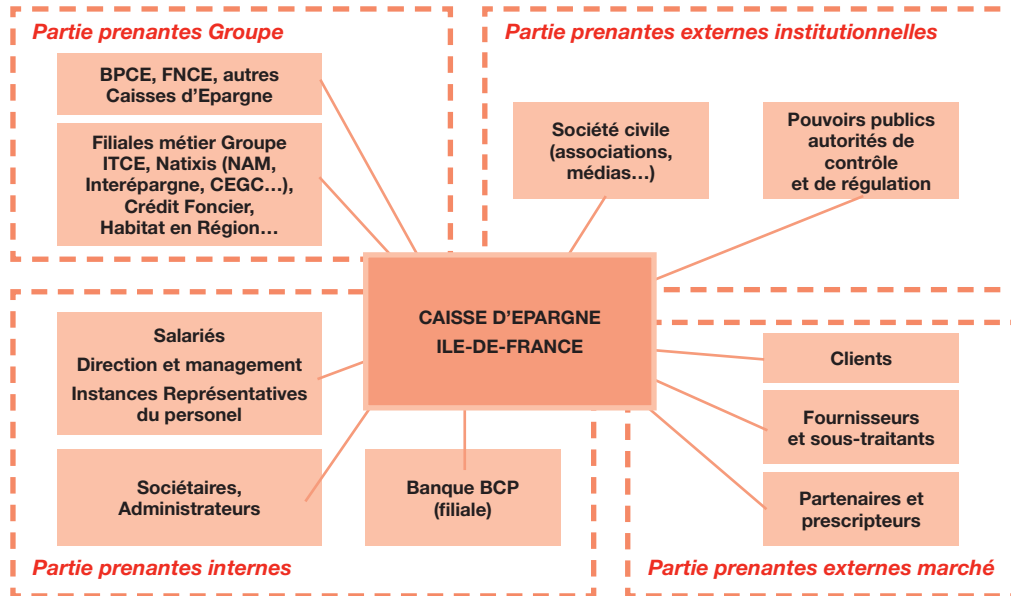 Partie prenantes Groupe
BPCE, FNCE, autres
Caisses d'Epargne
Filiales métier Groupe
ITCE, Natixis (NAM,
Interépargne, CEGC…),
Crédit Foncier,
Habitat en Région…
Partie prenantes externes institutionnelles
Société civile
(associations,
médias…)
Pouvoirs publics
autorités de
contrôle
et de régulation
CAISSE D'EPARGNE
ILE-DE-FRANCE
Salariés
Direction et management
Instances Représentatives
du personel
Sociétaires,
Administrateurs
Banque BCP
(filiale)
Partie prenantes internes
Clients
Fournisseurs
et sous-traitants
Partenaires et
prescripteurs
Partie prenantes externes marché